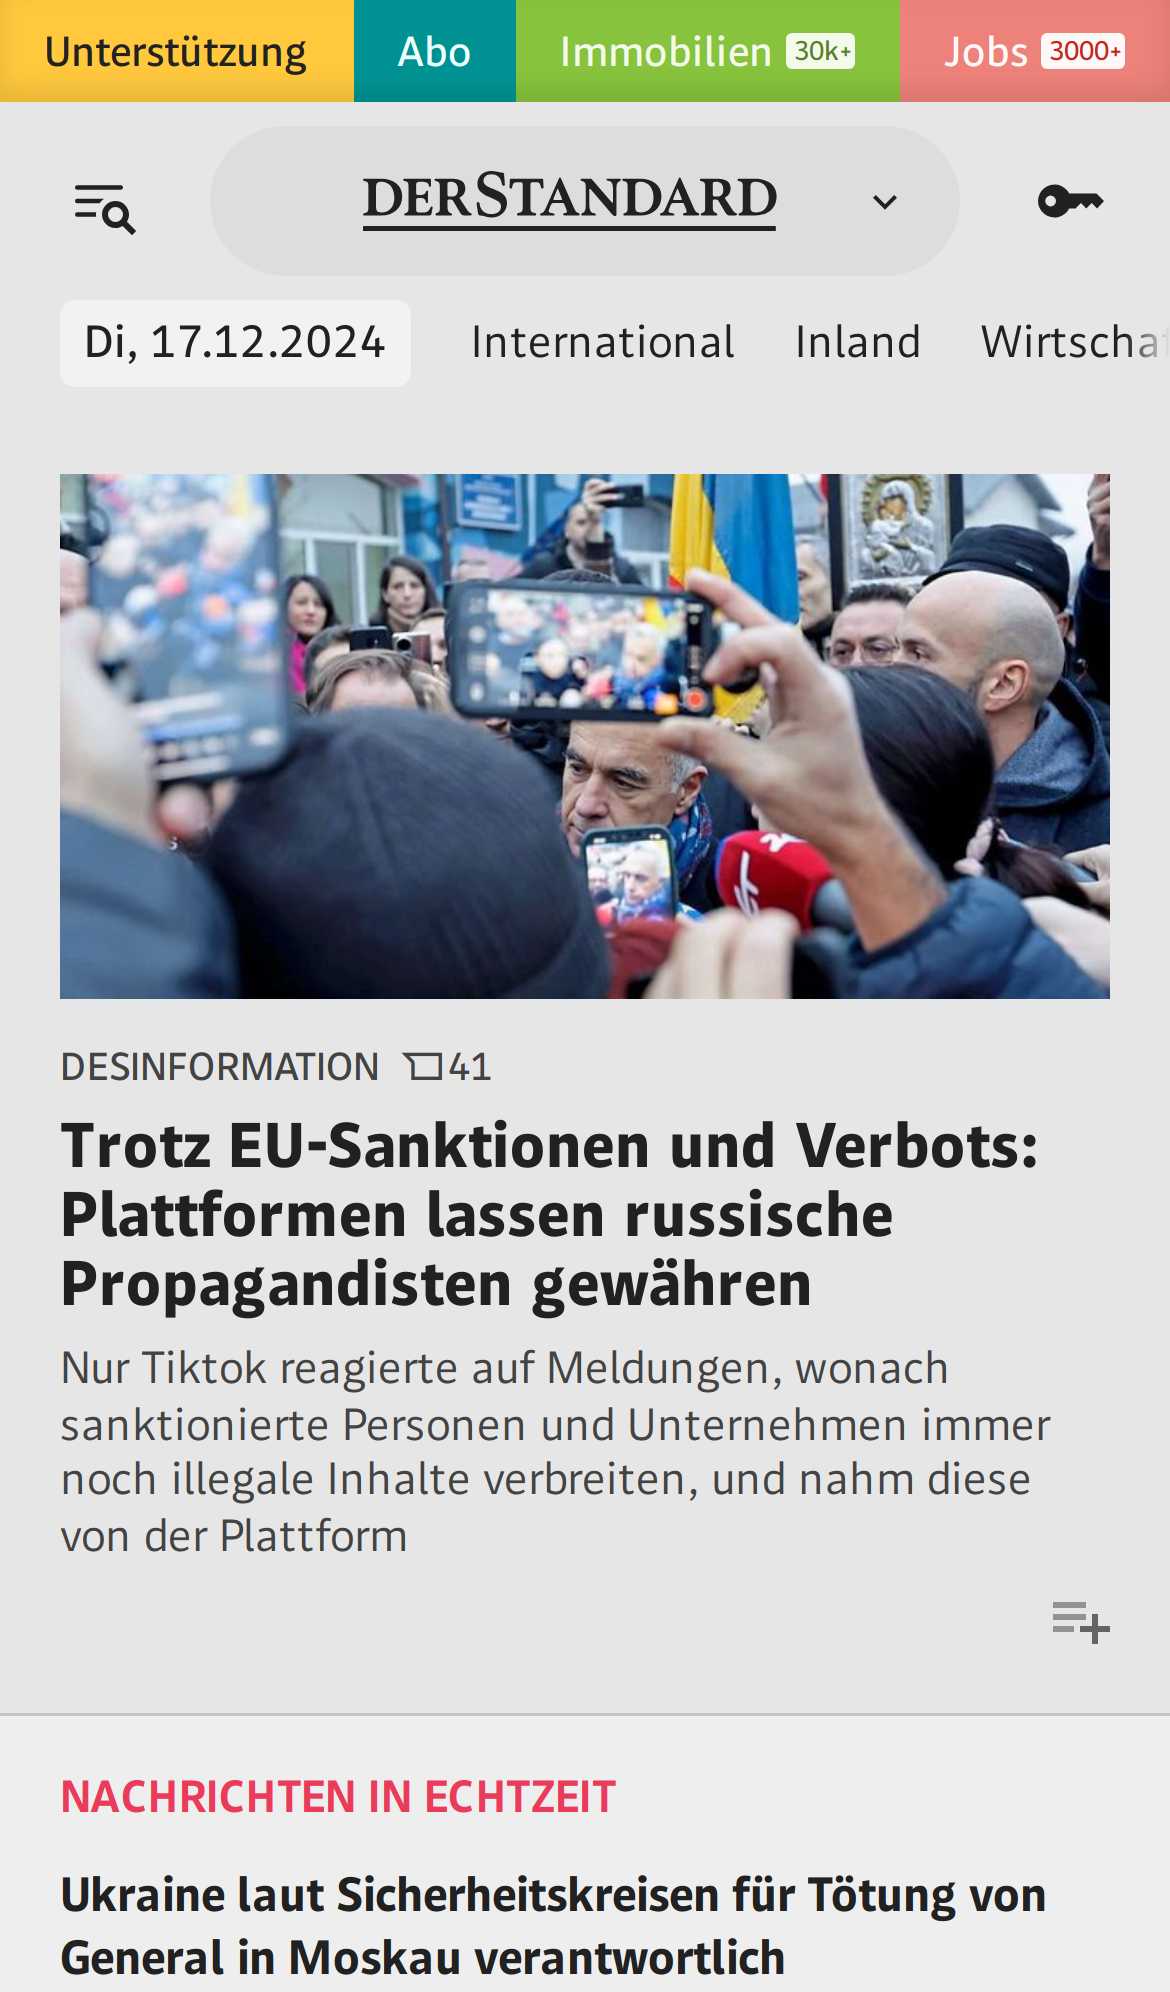 Unterstützung Abo Immobilien 30k+ Jobs 3000+
DERSTANDARD
Di, 17.12.2024 International Inland Wirtscha
DESINFORMATION 41
Trotz EU-Sanktionen und Verbots:
Plattformen lassen russische
Propagandisten gewähren
Nur Tiktok reagierte auf Meldungen, wonach
sanktionierte Personen und Unternehmen immer
noch illegale Inhalte verbreiten, und nahm diese
von der Plattform
NACHRICHTEN IN ECHTZEIT
Ukraine laut Sicherheitskreisen für Tötung von
General in Moskau verantwortlich